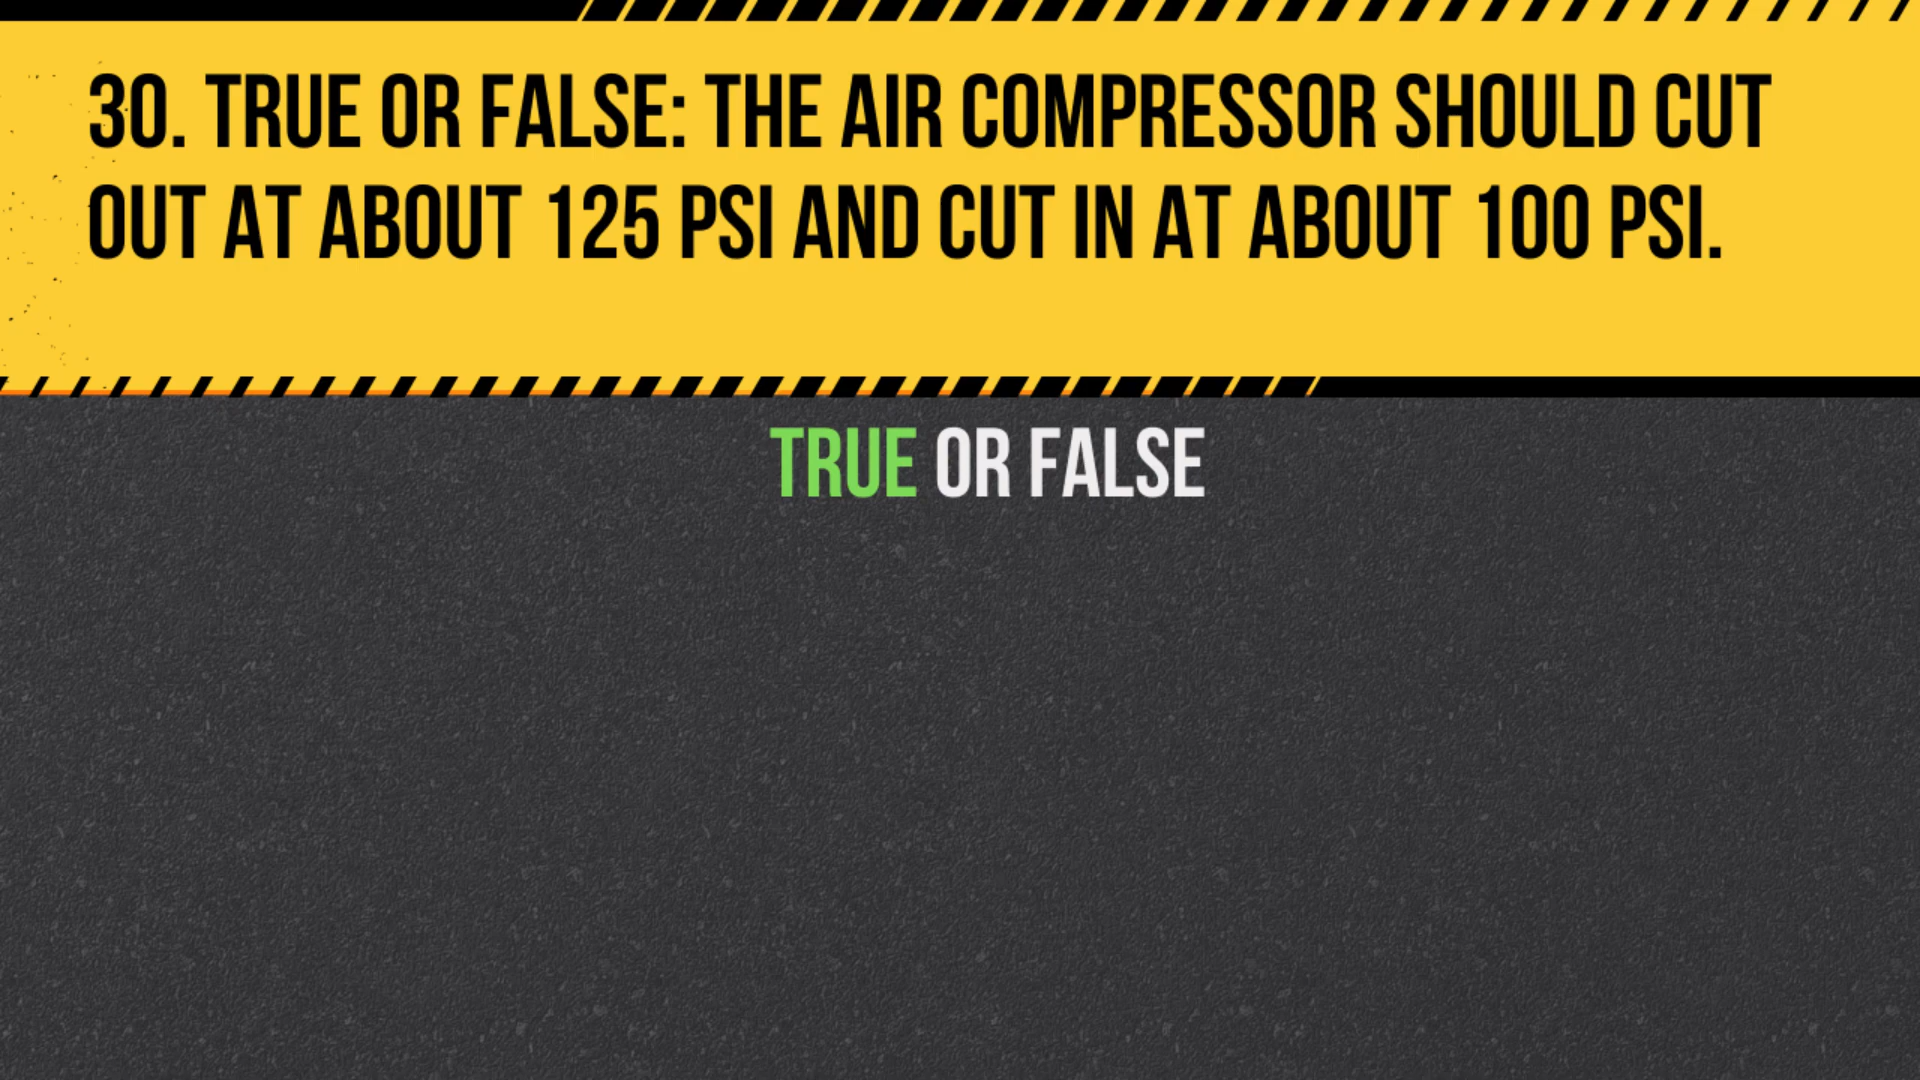 30. TRUE OR FALSE: THE AIR COMPRESSOR SHOULD CUT
OUT AT ABOUT 125 PSI AND CUT IN AT ABOUT 100 PSI.
TRUE OR FALSE